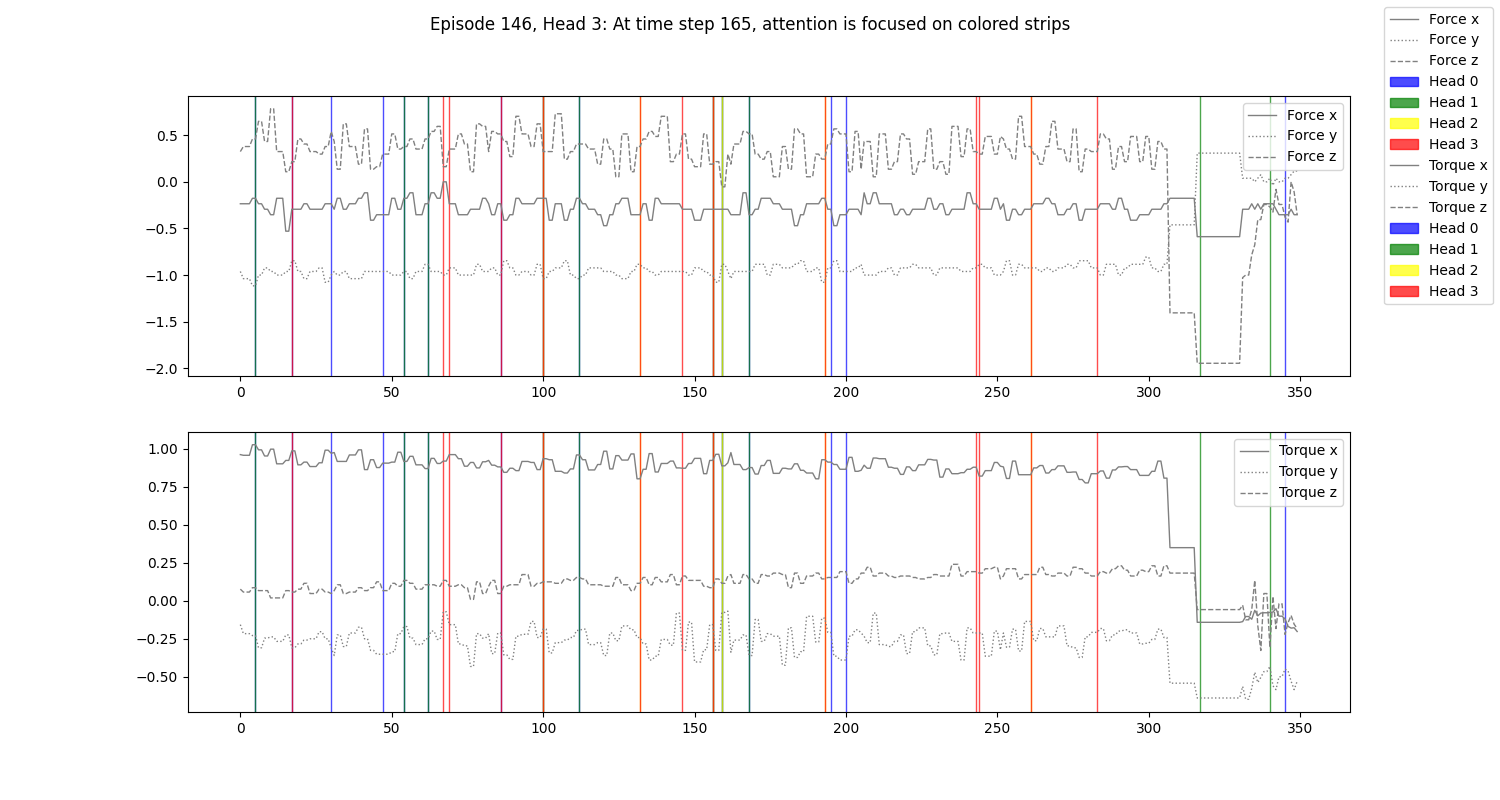 Episode 146, Head 3: At time step 165, attention is focused on colored strips
Force x
Force y
Force z
Head 0
Head 1
Head 2
Head 3
Torque x
Torque y
Torque z
Head 0
Head 1
Head 2
Head 3
Force x
Force y
Force z
0.5
0.0
−0.5
−1.0
−1.5
−2.0
0 50 100 150 200 250 300 350
Torque x
Torque y
Torque z
1.00
0.75
0.50
0.25
0.00
−0.25
−0.50
0 50 100 150 200 250 300 350